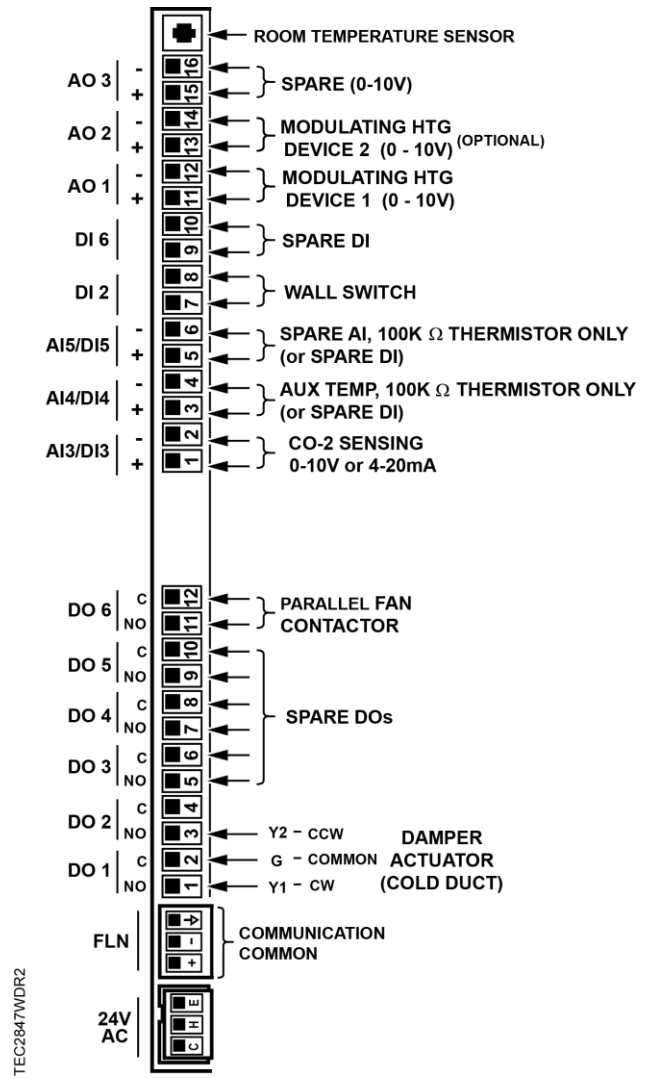 ROOM TEMPERATURE SENSOR
AO 3 - 16
+ 15
SPARE (0-10V)
AO 2 - 14
+ 13
MODULATING HTG
DEVICE 2 (0 - 10V) (OPTIONAL)
AO 1 - 12
+ 11
MODULATING HTG
DEVICE 1 (0 - 10V)
DI 6 10
9
SPARE DI
DI 2 8
7
WALL SWITCH
AI5/DI5 - 6
+ 5
SPARE AI, 100K Ω THERMISTOR ONLY
(or SPARE DI)
AI4/DI4 - 4
+ 3
AUX TEMP, 100K Ω THERMISTOR ONLY
(or SPARE DI)
AI3/DI3 - 2
+ 1
CO-2 SENSING
0-10V or 4-20mA
DO 6 C 12
NO 11
PARALLEL FAN
CONTACTOR
DO 5 C 10
NO 9
DO 4 C 8
NO 7
SPARE DOs
DO 3 C 6
NO 5
DO 2 C 4
NO 3 Y2 - CCW
DO 1 C 2 G - COMMON
NO 1 Y1 - CW
DAMPER
ACTUATOR
(COLD DUCT)
FLN
-
+
COMMUNICATION
COMMON
24V
AC
E
H
C
TEC2847WDR2